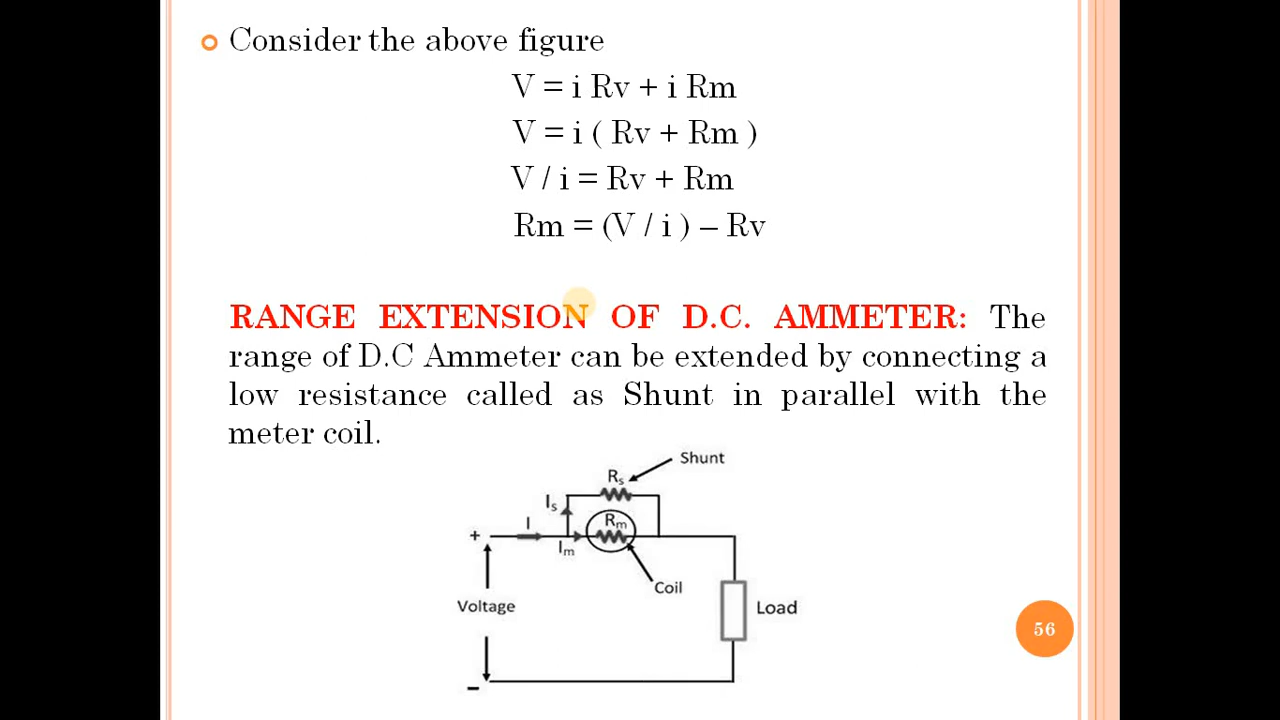 Consider the above figure
V = i Rv + i Rm
V = i ( Rv + Rm )
V / i = Rv + Rm
Rm = (V / i ) – Rv
RANGE EXTENSION OF D.C. AMMETER: The
range of D.C Ammeter can be extended by connecting a
low resistance called as Shunt in parallel with the
meter coil.
Shunt
Rs
Is
I
Rm
+
Im
Coil
Voltage
Load
56
–